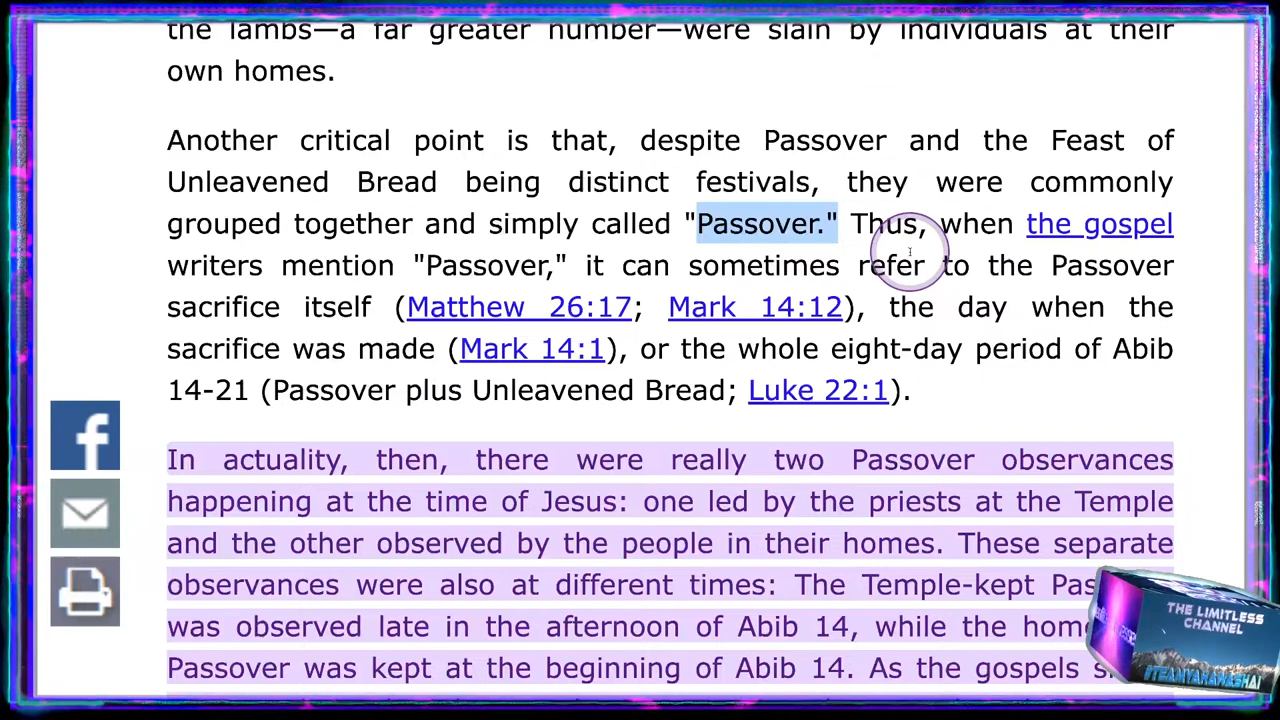 the lambs—a far greater number—were slain by individuals at their
own homes.
Another critical point is that, despite Passover and the Feast of
Unleavened Bread being distinct festivals, they were commonly
grouped together and simply called "Passover." Thus, when the gospel
writers mention "Passover," it can sometimes refer to the Passover
sacrifice itself (Matthew 26:17; Mark 14:12), the day when the
sacrifice was made (Mark 14:1), or the whole eight-day period of Abib
14-21 (Passover plus Unleavened Bread; Luke 22:1).
In actuality, then, there were really two Passover observances
happening at the time of Jesus: one led by the priests at the Temple
and the other observed by the people in their homes. These separate
observances were also at different times: The Temple-kept
was observed late in the afternoon of Abib 14, while the
Passover was kept at the beginning of Abib 14. As the gospels
THE LIMITLESS
CHANNEL
#TEAMYAHAWASHAI